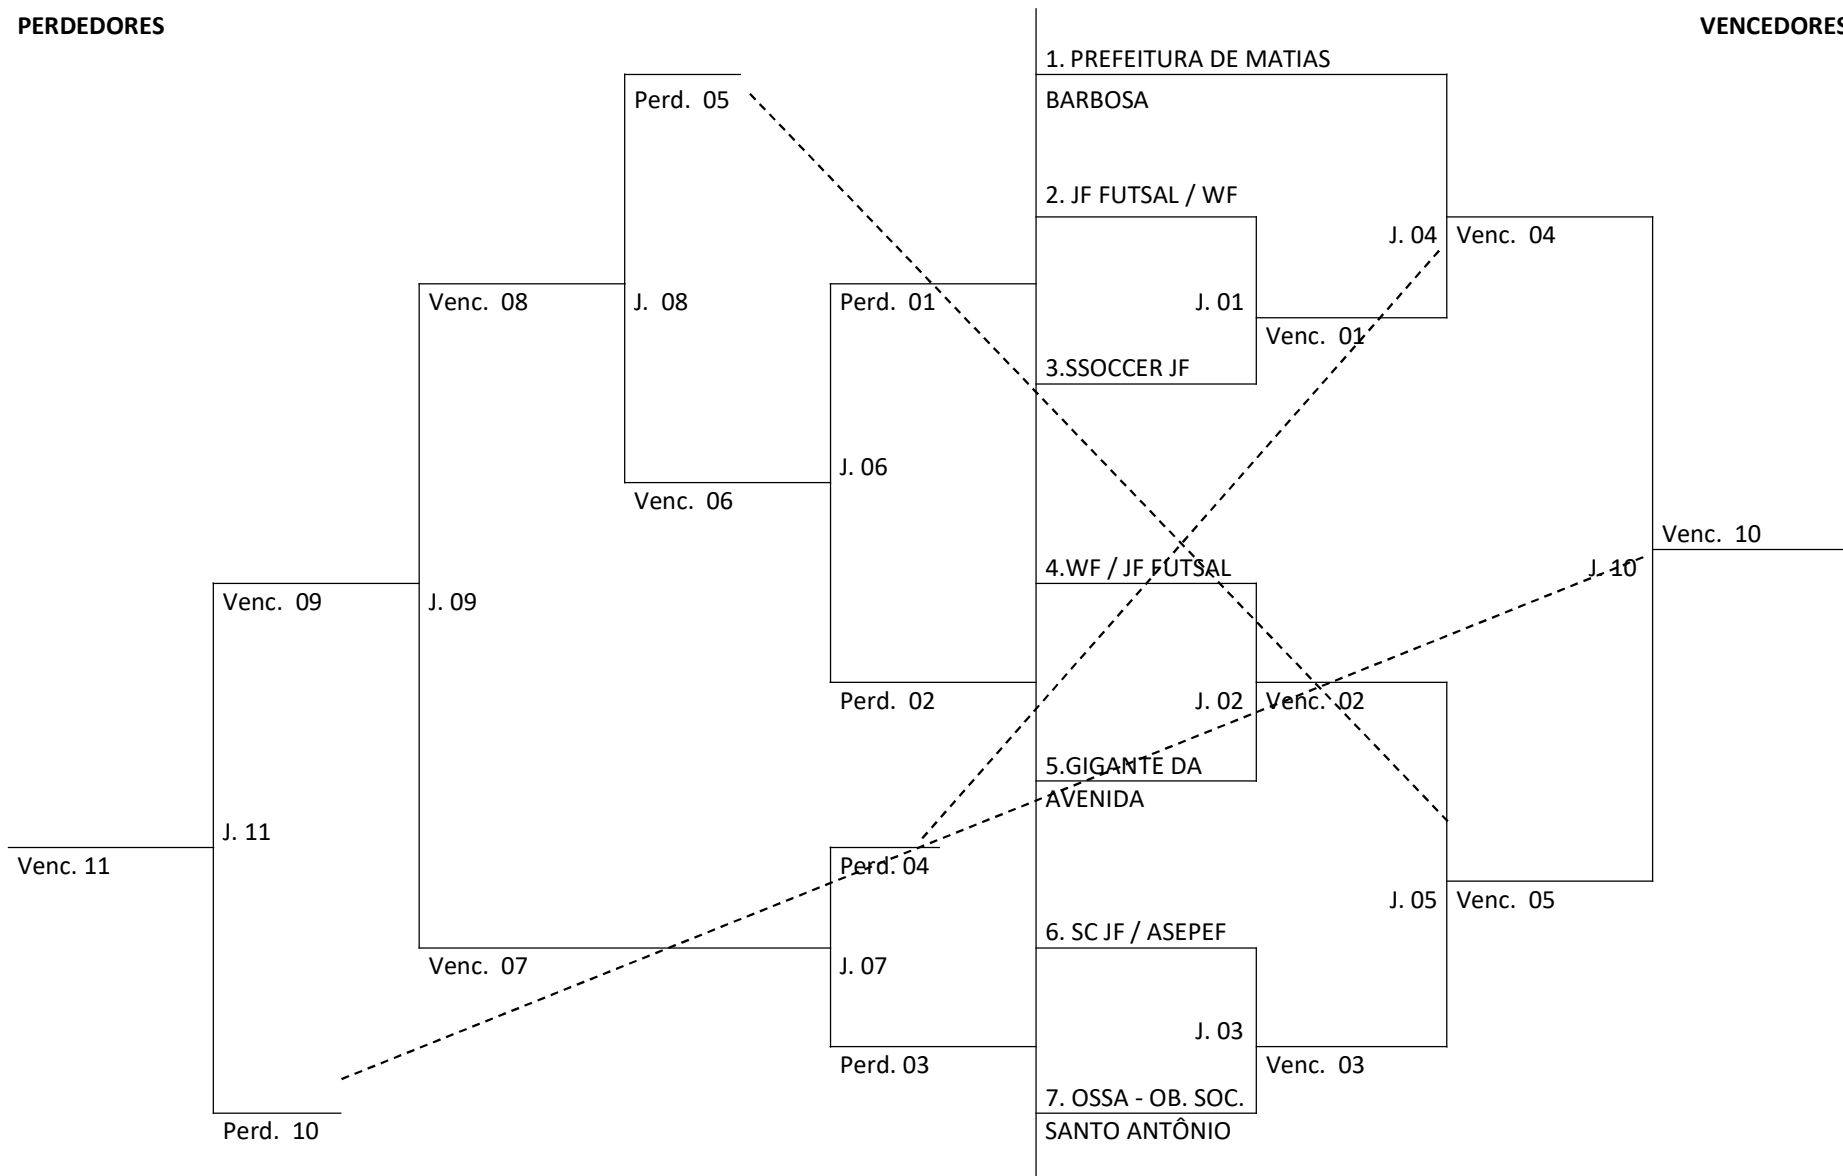 PERDEDORES
VENCEDORES
1. PREFEITURA DE MATIAS
BARBOSA
Perd. 05
2. JF FUTSAL / WF
J. 04
Venc. 04
Venc. 08
J. 08
Perd. 01
J. 01
Venc. 01
3.SSOCCER JF
J. 06
Venc. 06
Venc. 10
4.WF / JF FUTSAL
J. 10
Venc. 09
J. 09
Perd. 02
J. 02
Venc. 02
5.GIGANTE DA
AVENIDA
J. 11
Venc. 11
Perd. 04
J. 05
Venc. 05
6. SC JF / ASEPEF
Venc. 07
J. 07
J. 03
Perd. 03
Venc. 03
7. OSSA - OB. SOC.
SANTO ANTÔNIO
Perd. 10